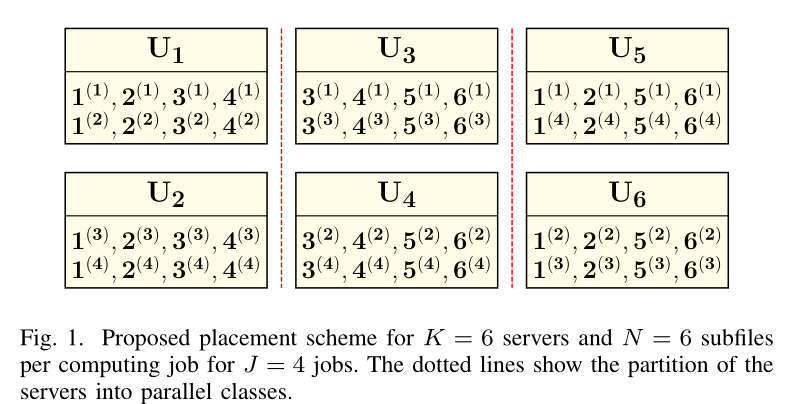 U₁
1⁽¹⁾, 2⁽¹⁾, 3⁽¹⁾, 4⁽¹⁾
1⁽²⁾, 2⁽²⁾, 3⁽²⁾, 4⁽²⁾
U₃
3⁽¹⁾, 4⁽¹⁾, 5⁽¹⁾, 6⁽¹⁾
3⁽³⁾, 4⁽³⁾, 5⁽³⁾, 6⁽³⁾
U₅
1⁽¹⁾, 2⁽¹⁾, 5⁽¹⁾, 6⁽¹⁾
1⁽⁴⁾, 2⁽⁴⁾, 5⁽⁴⁾, 6⁽⁴⁾
U₂
1⁽³⁾, 2⁽³⁾, 3⁽³⁾, 4⁽³⁾
1⁽⁴⁾, 2⁽⁴⁾, 3⁽⁴⁾, 4⁽⁴⁾
U₄
3⁽²⁾, 4⁽²⁾, 5⁽²⁾, 6⁽²⁾
3⁽⁴⁾, 4⁽⁴⁾, 5⁽⁴⁾, 6⁽⁴⁾
U₆
1⁽²⁾, 2⁽²⁾, 5⁽²⁾, 6⁽²⁾
1⁽³⁾, 2⁽³⁾, 5⁽³⁾, 6⁽³⁾
Fig. 1. Proposed placement scheme for K = 6 servers and N = 6 subfiles
per computing job for J = 4 jobs. The dotted lines show the partition of the
servers into parallel classes.